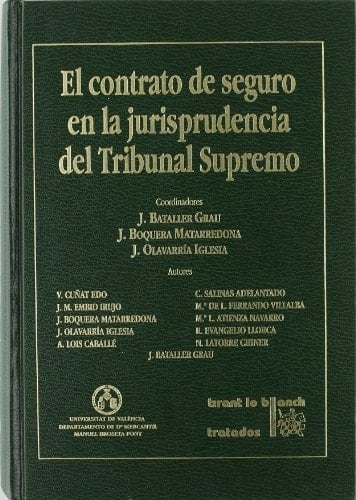 El contrato de seguro
en la jurisprudencia
del Tribunal Supremo
Coordinadores
J. BATALLER GRAU
J. BOQUERA MATARREDONA
J. OLAVARRÍA IGLESIA
Autores
V. CUÑAT EDO
C. SALINAS ADELANTADO
J. M. EMBID IRUJO
M.ª DE L. FERRANDO VILLALBA
J. BOQUERA MATARREDONA
M.ª L. ATIENZA NAVARRO
J. OLAVARRÍA IGLESIA
R. EVANGELIO LLORCA
A. LOIS CABALLÉ
N. LATORRE CHINER
J. BATALLER GRAU
UNIVERSITAT DE VALÈNCIA
DEPARTAMENTO DE Dº MERCANTIL
MANUEL BROSETA PONT
tirant lo blanch
tratados